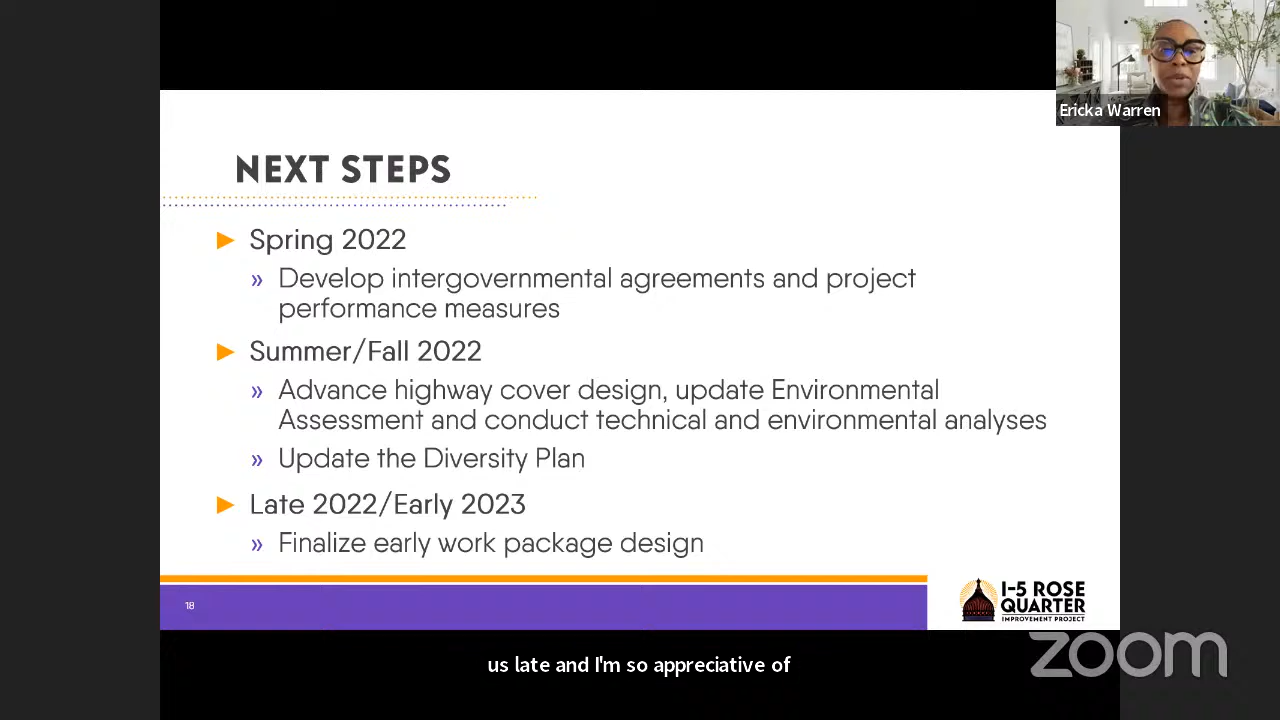 Ericka Warren
NEXT STEPS
Spring 2022
» Develop intergovernmental agreements and project
performance measures
Summer/Fall 2022
» Advance highway cover design, update Environmental
Assessment and conduct technical and environmental analyses
» Update the Diversity Plan
Late 2022/Early 2023
» Finalize early work package design
18
I-5 ROSE
QUARTER
IMPROVEMENT PROJECT
us late and I'm so appreciative of
zoom